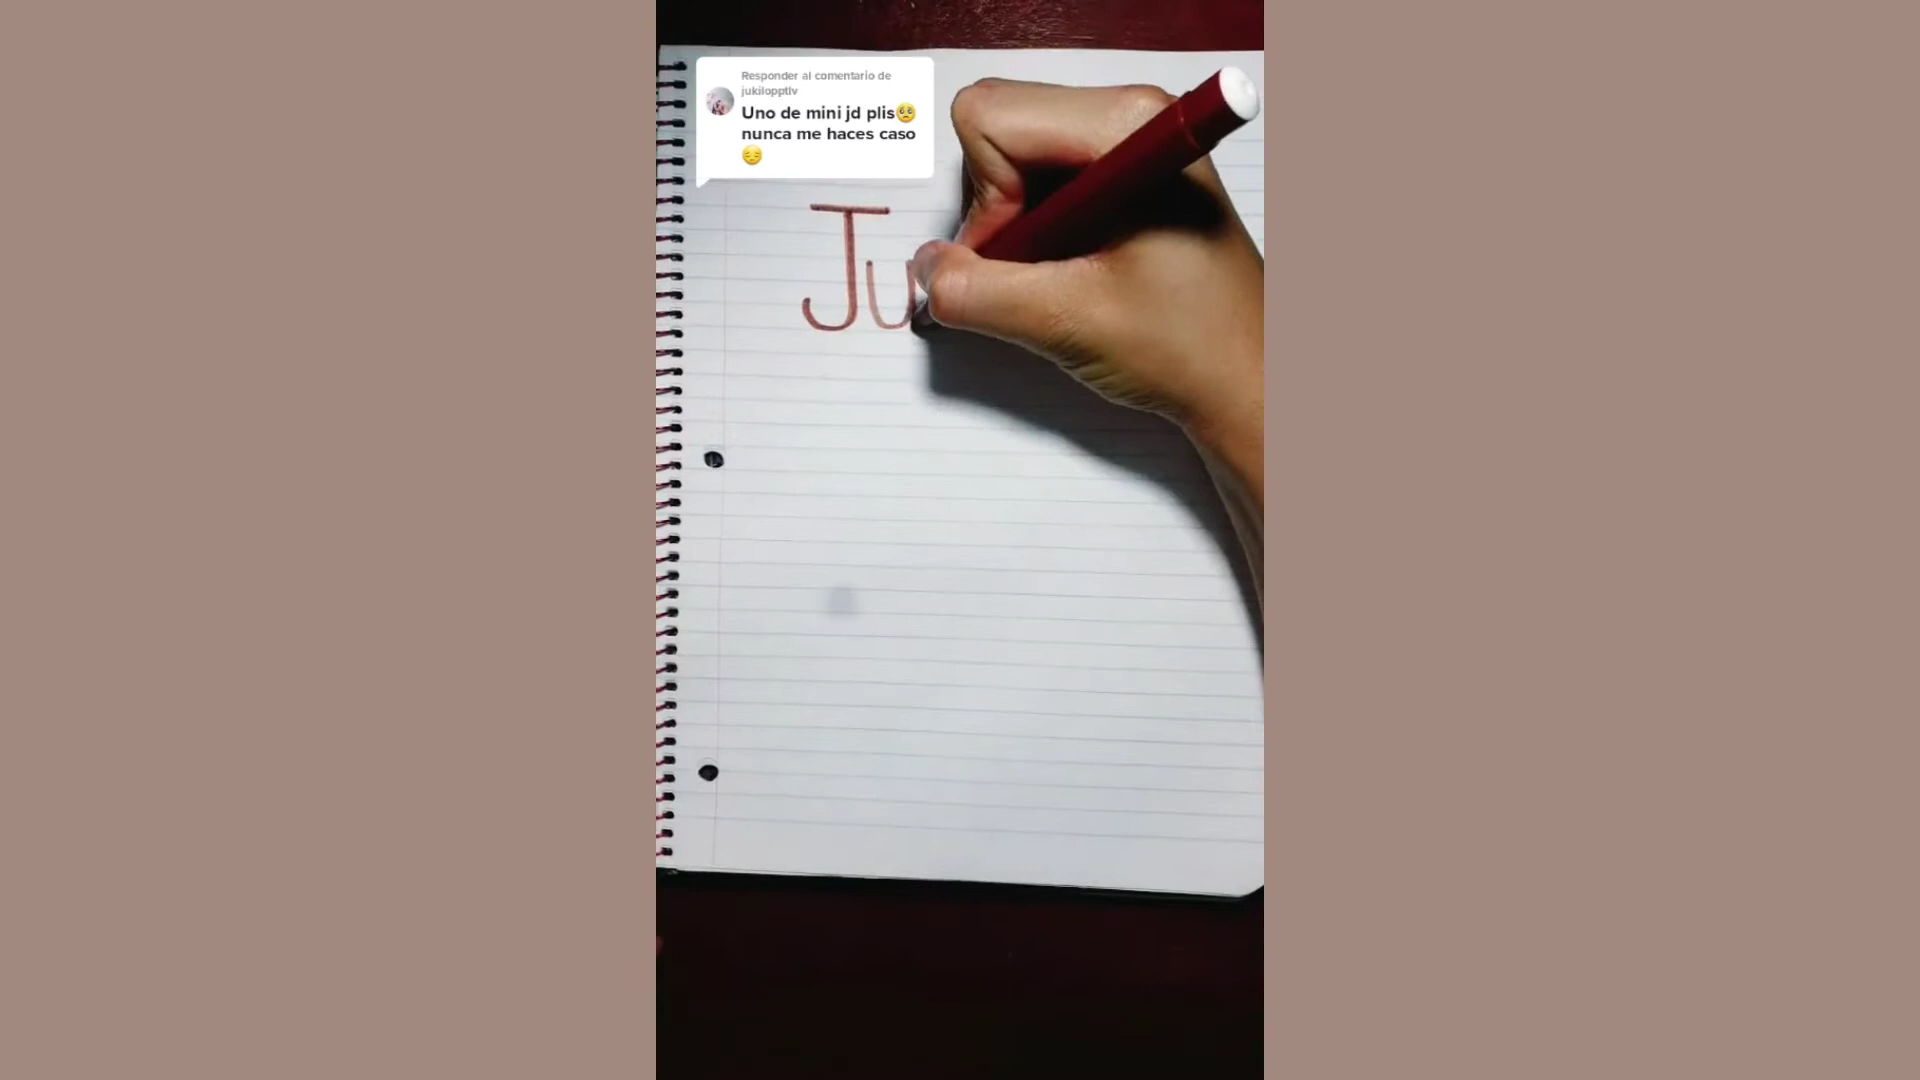 Responder al comentario de
jukilopptlv
Uno de mini jd plis🥺
nunca me haces caso
😔
Ju